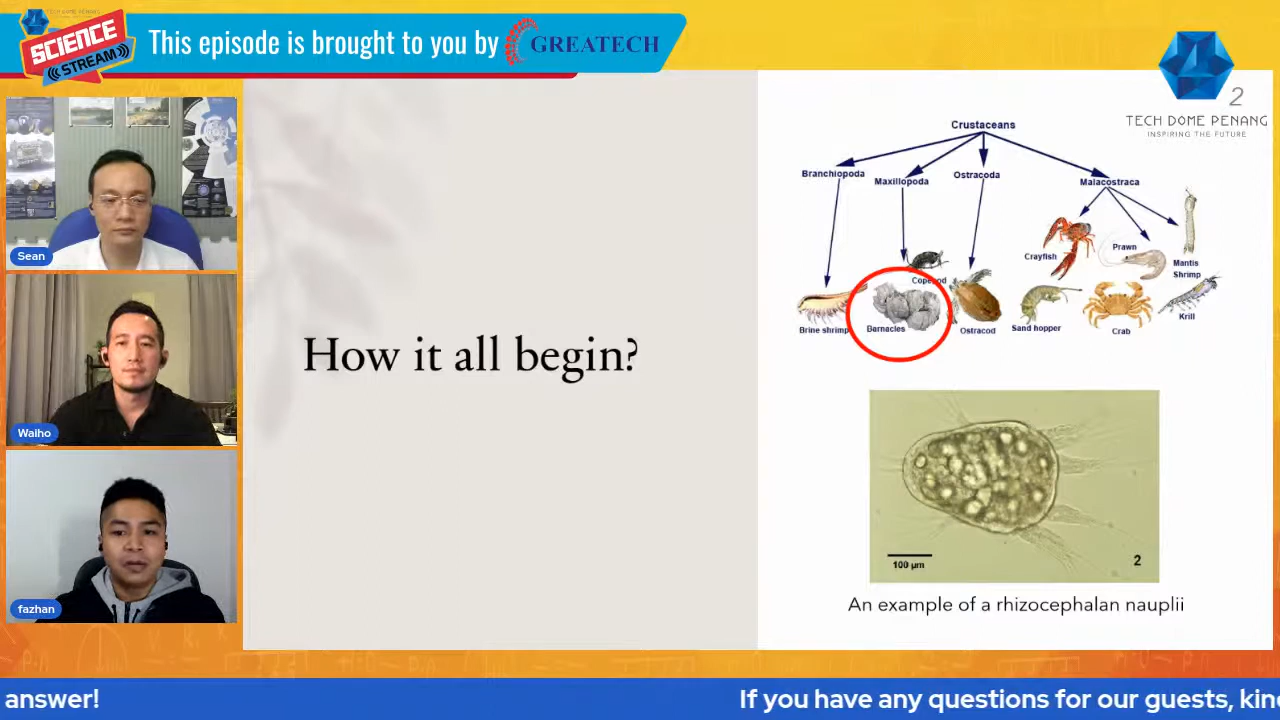 SCIENCE
STREAM
This episode is brought to you by GREATECH
2
TECH DOME PENANG
INSPIRING THE FUTURE
Sean
Waiho
fazhan
How it all begin?
Crustaceans
Branchiopoda
Maxillopoda
Ostracoda
Malacostraca
Crayfish
Prawn
Mantis
Shrimp
Copepod
Brine shrimp
Barnacles
Ostracod
Sand hopper
Crab
Krill
100 µm
2
An example of a rhizocephalan nauplii
answer!
If you have any questions for our guests, kin